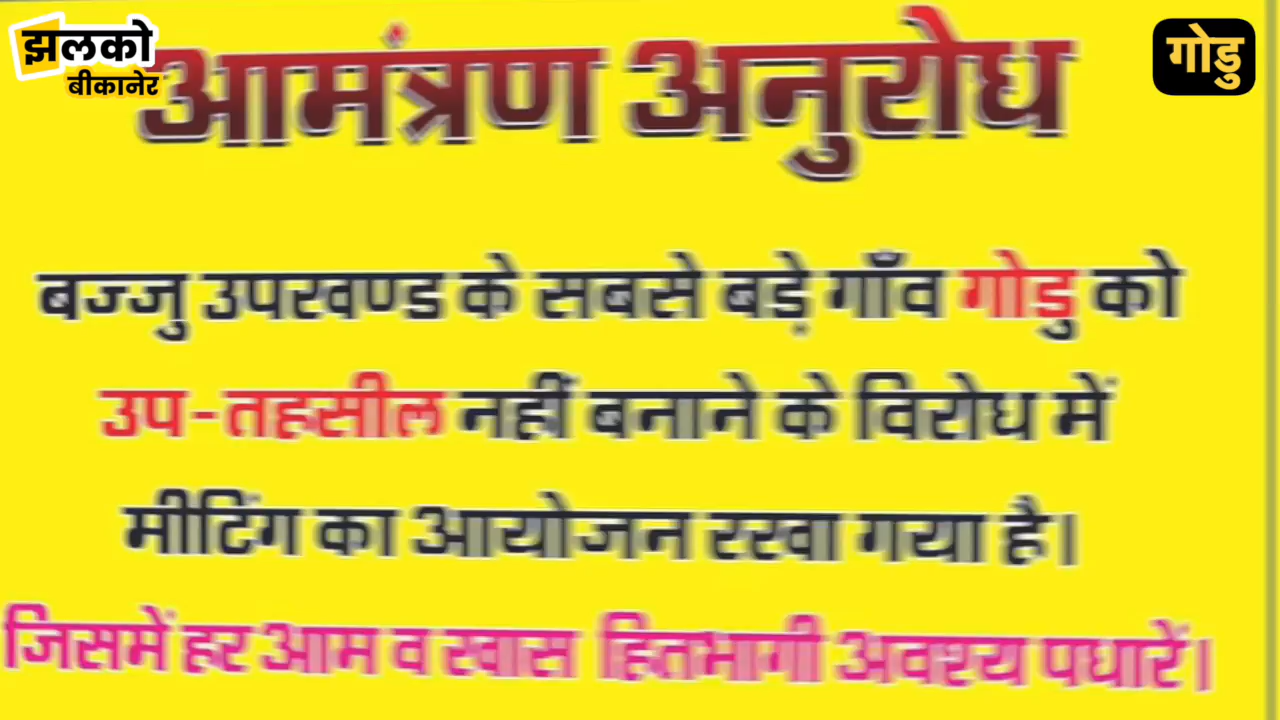 झलको
बीकानेर
गोडु
आमंत्रण अनुरोध
बज्जु उपखण्ड के सबसे बड़े गाँव गोडु को
उप-तहसील नहीं बनाने के विरोध में
मीटिंग का आयोजन रखा गया है।
जिसमें हर आम व खास हितभागी अवश्य पधारें।